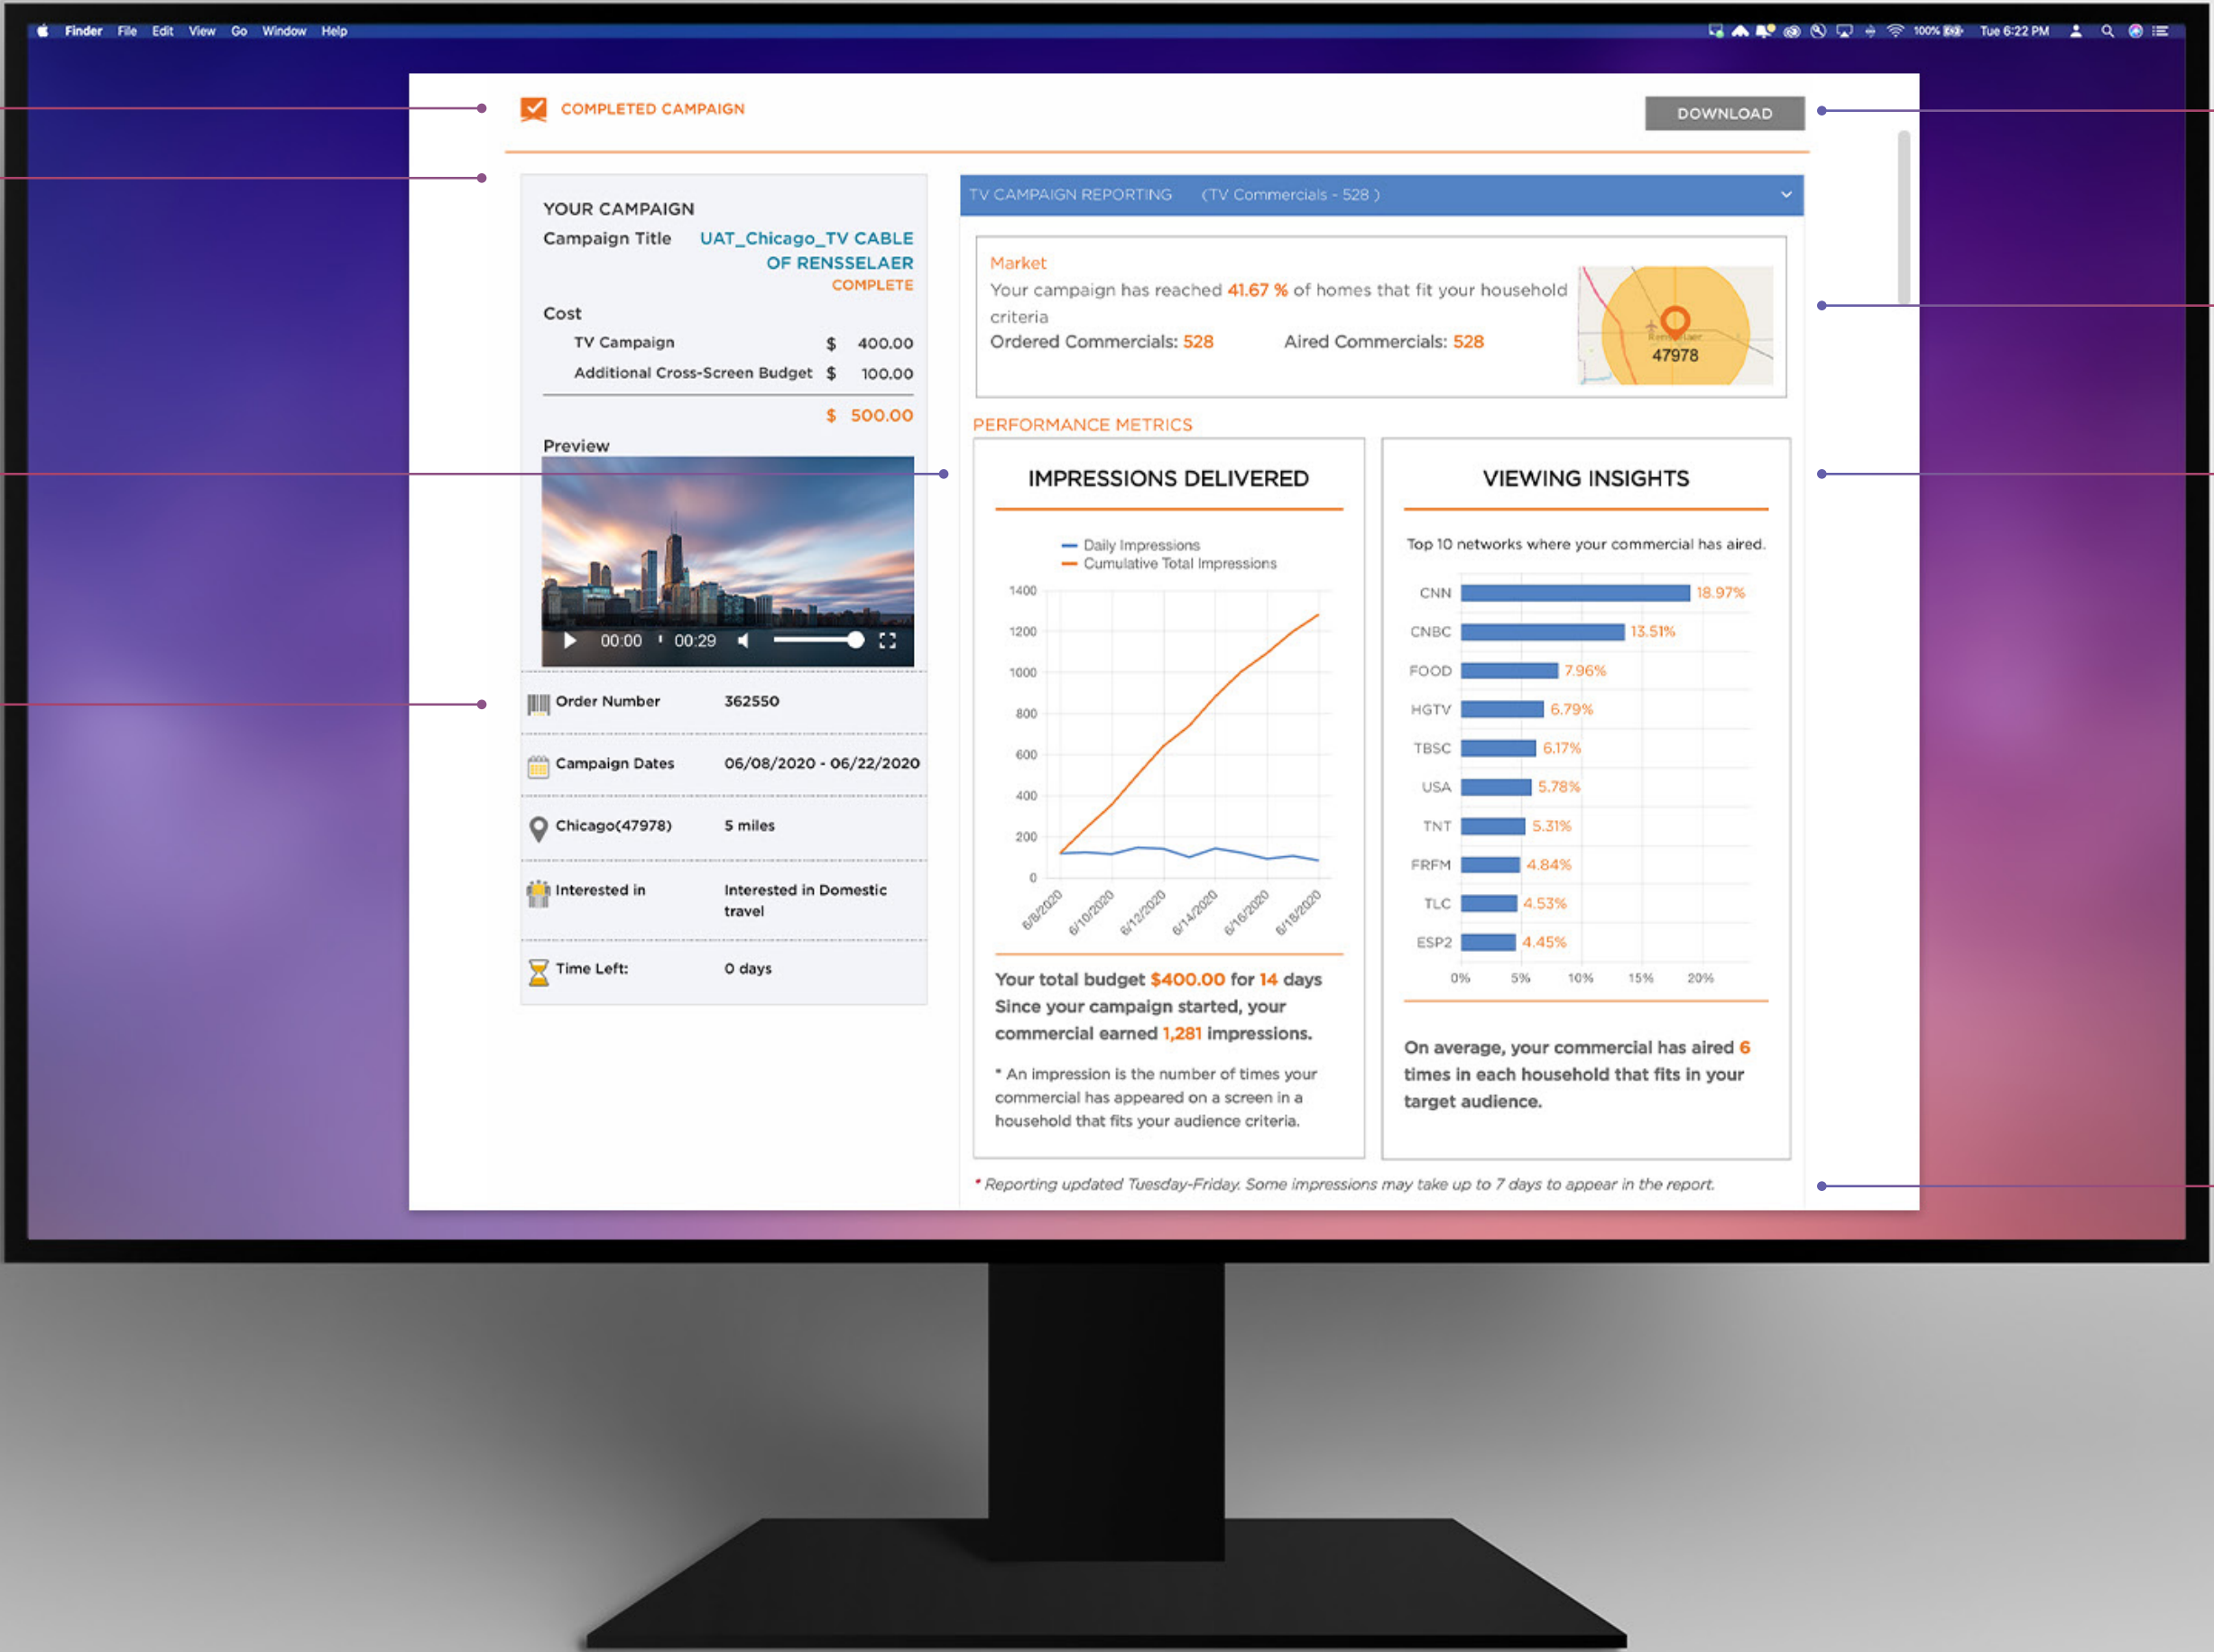 Finder File Edit View Go Window Help
100% Tue 6:22 PM
COMPLETED CAMPAIGN
DOWNLOAD
YOUR CAMPAIGN
Campaign Title UAT_Chicago_TV CABLE
OF RENSSELAER
COMPLETE
Cost
TV Campaign $ 400.00
Additional Cross-Screen Budget $ 100.00
$ 500.00
Preview
00:00 00:29
Order Number 362550
Campaign Dates 06/08/2020 - 06/22/2020
Chicago(47978) 5 miles
Interested in Interested in Domestic
travel
Time Left: 0 days
TV CAMPAIGN REPORTING (TV Commercials - 528 )
Market
Your campaign has reached 41.67 % of homes that fit your household
criteria
Ordered Commercials: 528 Aired Commercials: 528
Rensselaer
47978
PERFORMANCE METRICS
IMPRESSIONS DELIVERED
Daily Impressions
Cumulative Total Impressions
1400
1200
1000
800
600
400
200
0
6/8/2020 6/10/2020 6/12/2020 6/14/2020 6/16/2020 6/18/2020
Your total budget $400.00 for 14 days
Since your campaign started, your
commercial earned 1,281 impressions.
* An impression is the number of times your
commercial has appeared on a screen in a
household that fits your audience criteria.
VIEWING INSIGHTS
Top 10 networks where your commercial has aired.
CNN 18.97%
CNBC 13.51%
FOOD 7.96%
HGTV 6.79%
TBSC 6.17%
USA 5.78%
TNT 5.31%
FRFM 4.84%
TLC 4.53%
ESP2 4.45%
0% 5% 10% 15% 20%
On average, your commercial has aired 6
times in each household that fits in your
target audience.
* Reporting updated Tuesday-Friday. Some impressions may take up to 7 days to appear in the report.